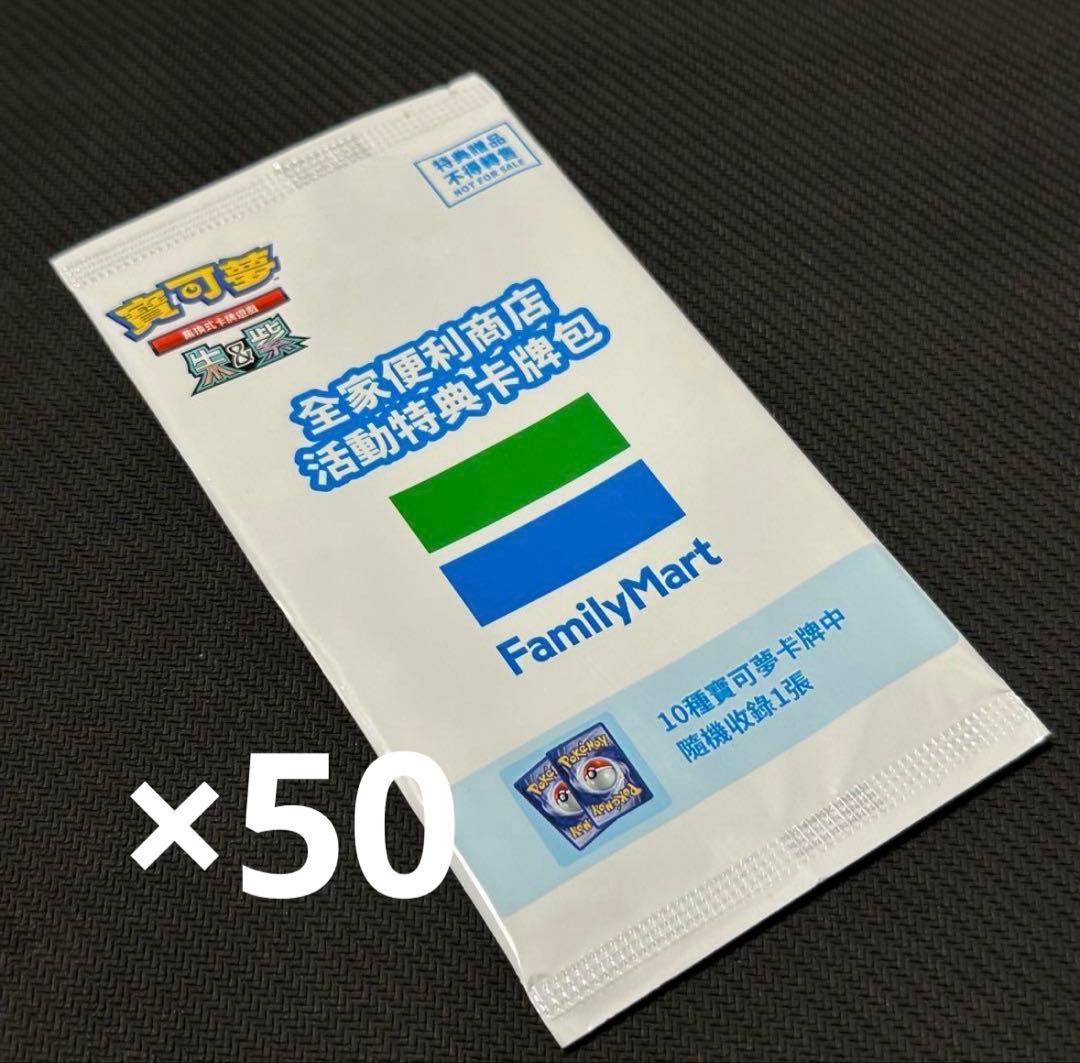 特典贈品
不得轉售
NOT FOR SALE
寶可夢
集換式卡牌遊戲
朱&紫
全家便利商店
活動特典卡牌包
FamilyMart
10種寶可夢卡牌中
隨機收錄1張
Pokémon
Pokémon
×50